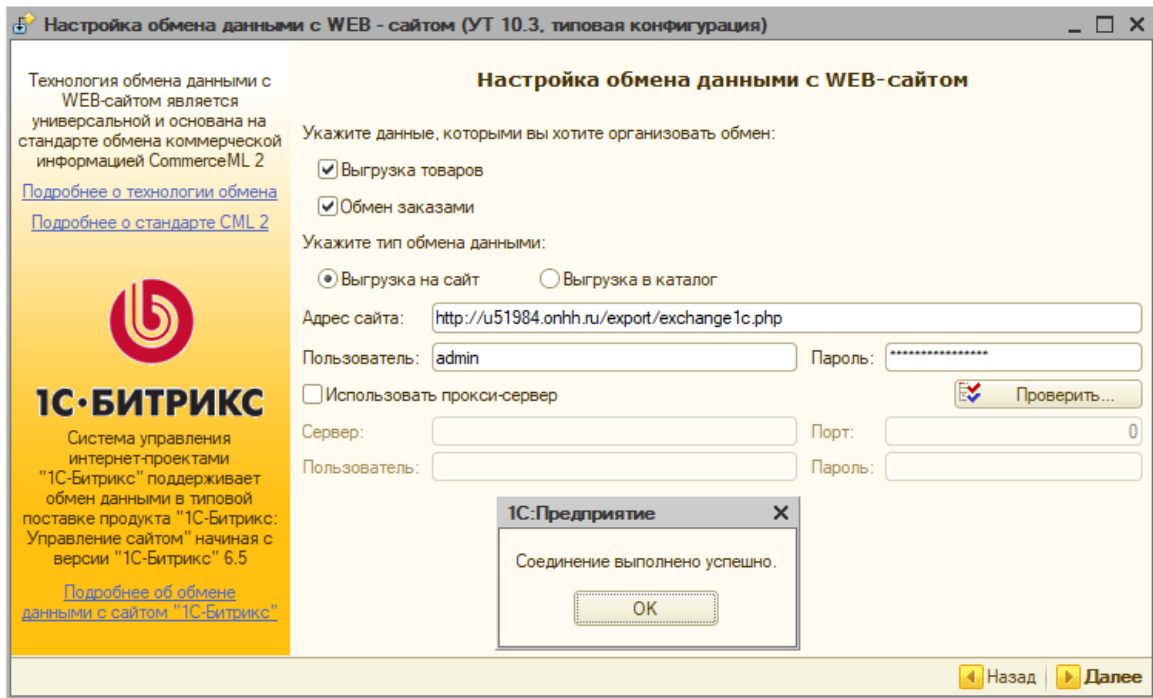 Настройка обмена данными с WEB - сайтом (УТ 10.3, типовая конфигурация)
Технология обмена данными с
WEB-сайтом является
универсальной и основана на
стандарте обмена коммерческой
информацией CommerceML 2
Подробнее о технологии обмена
Подробнее о стандарте CML 2
1С·БИТРИКС
Система управления
интернет-проектами
"1С-Битрикс" поддерживает
обмен данными в типовой
поставке продукта "1С-Битрикс:
Управление сайтом" начиная с
версии "1С-Битрикс" 6.5
Подробнее об обмене
данными с сайтом "1С-Битрикс"
Настройка обмена данными с WEB-сайтом
Укажите данные, которыми вы хотите организовать обмен:
Выгрузка товаров
Обмен заказами
Укажите тип обмена данными:
Выгрузка на сайт Выгрузка в каталог
Адрес сайта: http://u51984.onhh.ru/export/exchange1c.php
Пользователь: admin Пароль: ****************
Использовать прокси-сервер Проверить...
Сервер: Порт: 0
Пользователь: Пароль:
1С:Предприятие
Соединение выполнено успешно.
OK
Назад Далее